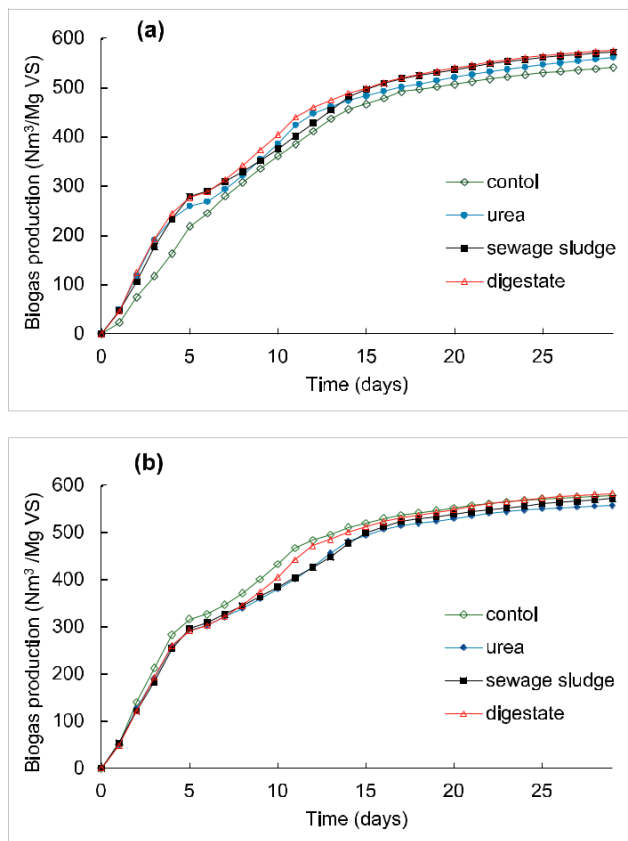 (a)
600
500
400
300
200
100
0
Biogas production (Nm³/Mg VS)
contol
urea
sewage sludge
digestate
0 5 10 15 20 25
Time (days)
(b)
600
500
400
300
200
100
0
Biogas production (Nm³ /Mg VS)
contol
urea
sewage sludge
digestate
0 5 10 15 20 25
Time (days)